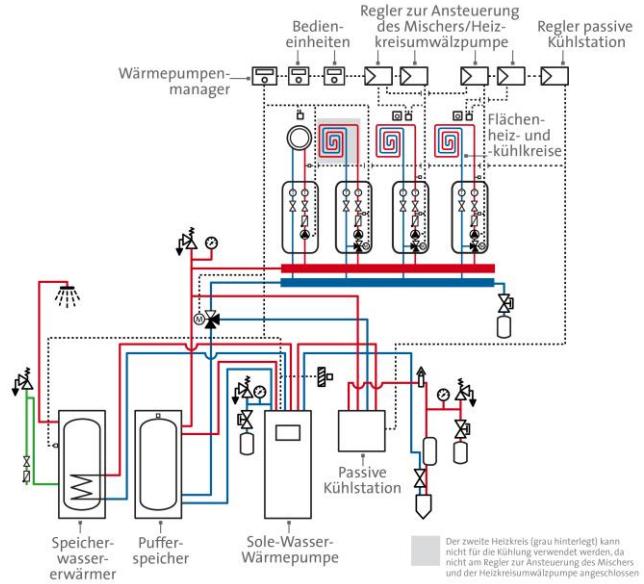 Bedien-
einheiten
Regler zur Ansteuerung
des Mischers/Heiz-
kreisumwälzpumpe
Regler passive
Kühlstation
Wärmepumpen-
manager
Flächen-
heiz- und
-kühlkreise
M
Speicher-
wasser-
erwärmer
Puffer-
speicher
Sole-Wasser-
Wärmepumpe
Passive
Kühlstation
Der zweite Heizkreis (grau hinterlegt) kann
nicht für die Kühlung verwendet werden, da
nicht am Regler zur Ansteuerung des Mischers
und der Heizkreisumwälzpumpe angeschlossen